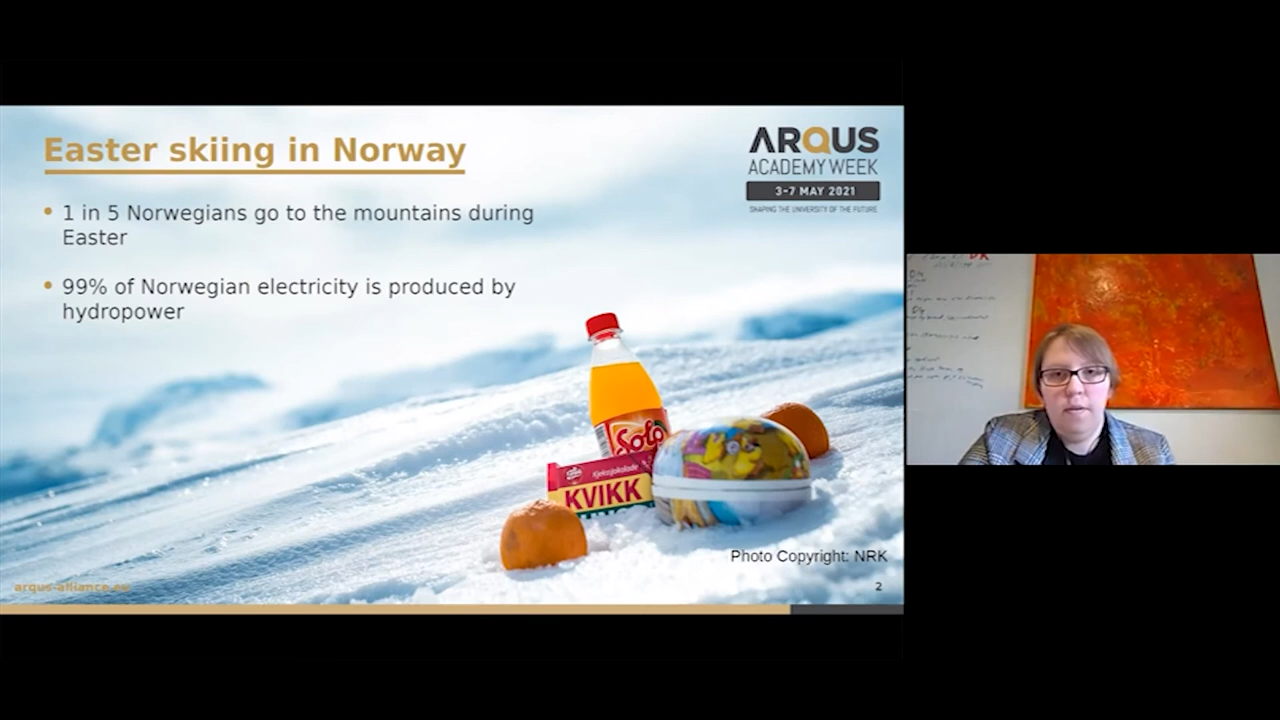 Easter skiing in Norway
ARQUS
ACADEMY WEEK
3-7 MAY 2021
SHAPING THE UNIVERSITY OF THE FUTURE
• 1 in 5 Norwegians go to the mountains during
Easter
• 99% of Norwegian electricity is produced by
hydropower
Solo
Kjeksjokolade
KVIKK
Photo Copyright: NRK
arqus-alliance.eu
2